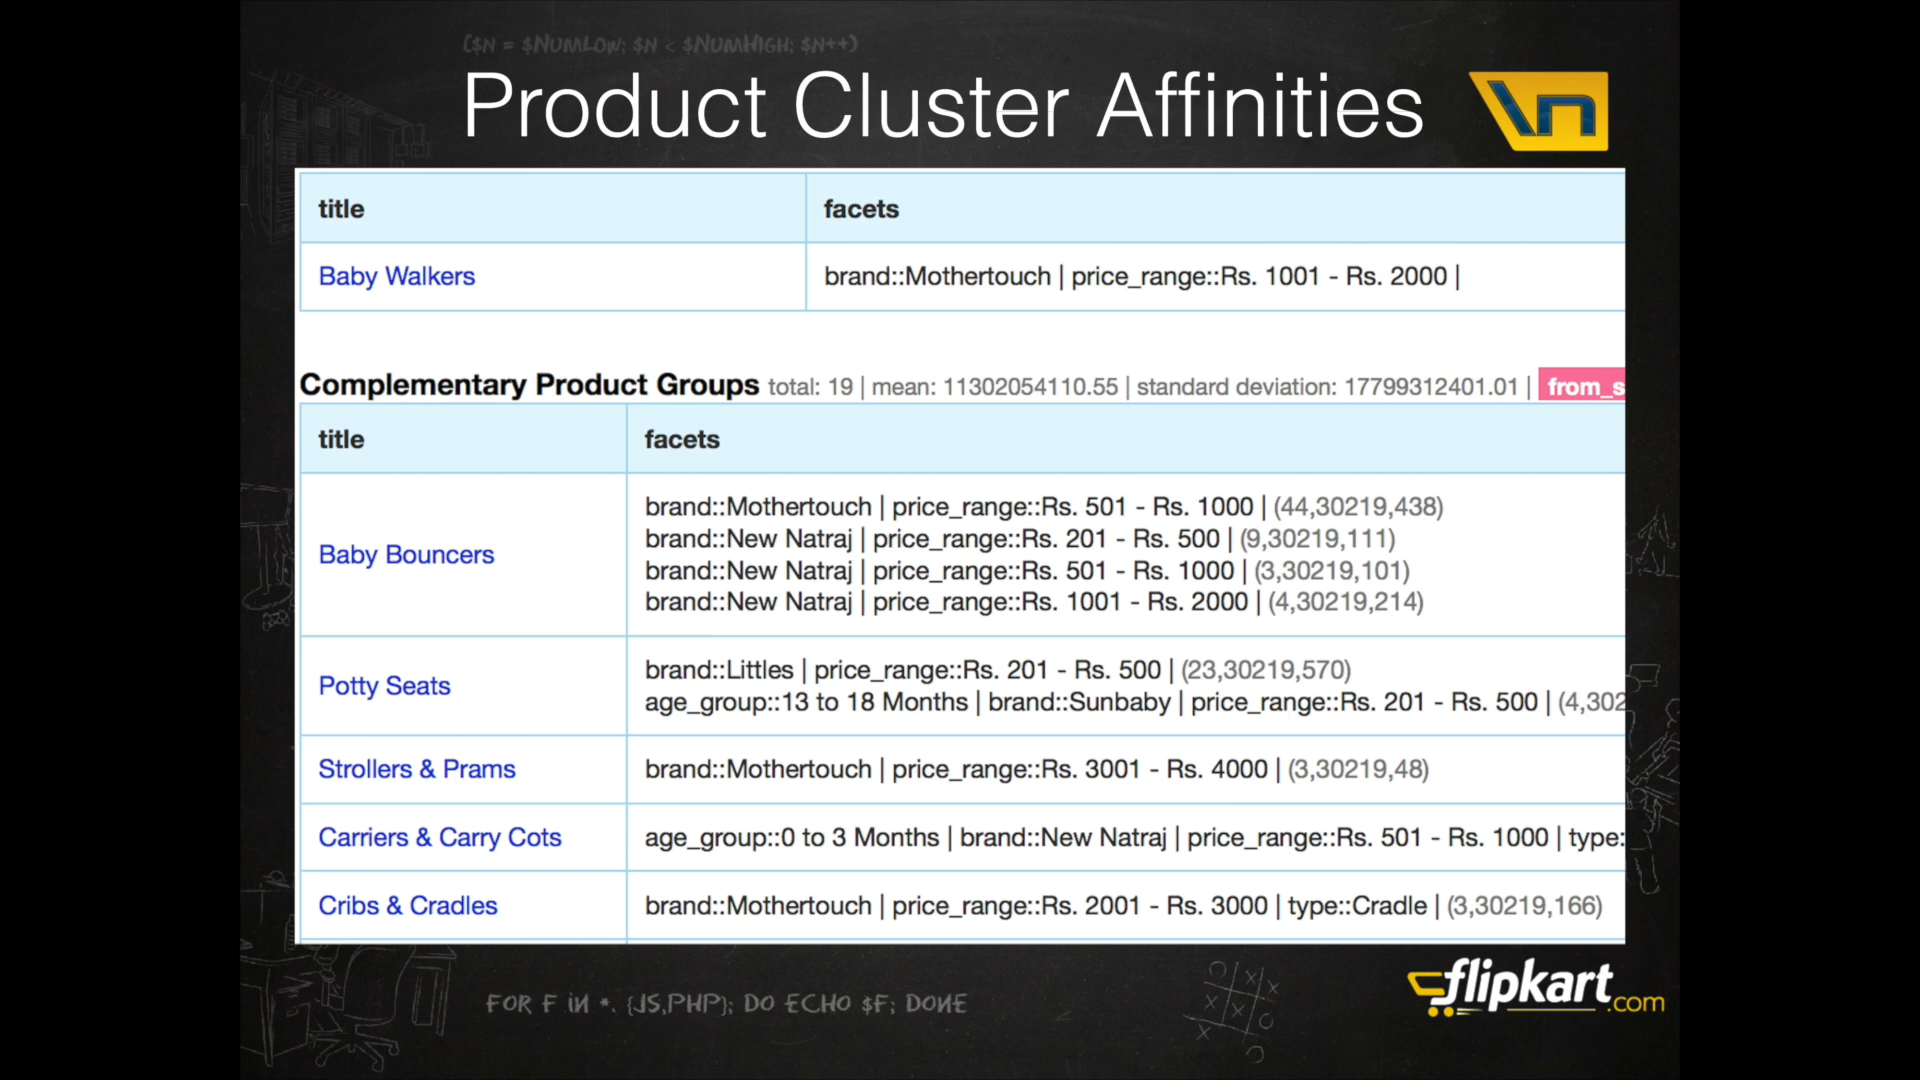 ($N = $NUMLOW; $N < $NUMHIGH; $N++)
Product Cluster Affinities
\n
title facets
Baby Walkers brand::Mothertouch | price_range::Rs. 1001 - Rs. 2000 |
Complementary Product Groups total: 19 | mean: 11302054110.55 | standard deviation: 17799312401.01 | from_s
title facets
Baby Bouncers
brand::Mothertouch | price_range::Rs. 501 - Rs. 1000 | (44,30219,438)
brand::New Natraj | price_range::Rs. 201 - Rs. 500 | (9,30219,111)
brand::New Natraj | price_range::Rs. 501 - Rs. 1000 | (3,30219,101)
brand::New Natraj | price_range::Rs. 1001 - Rs. 2000 | (4,30219,214)
Potty Seats
brand::Littles | price_range::Rs. 201 - Rs. 500 | (23,30219,570)
age_group::13 to 18 Months | brand::Sunbaby | price_range::Rs. 201 - Rs. 500 | (4,302
Strollers & Prams brand::Mothertouch | price_range::Rs. 3001 - Rs. 4000 | (3,30219,48)
Carriers & Carry Cots age_group::0 to 3 Months | brand::New Natraj | price_range::Rs. 501 - Rs. 1000 | type:
Cribs & Cradles brand::Mothertouch | price_range::Rs. 2001 - Rs. 3000 | type::Cradle | (3,30219,166)
FOR F IN *.{JS,PHP}; DO ECHO $F; DONE
flipkart.com